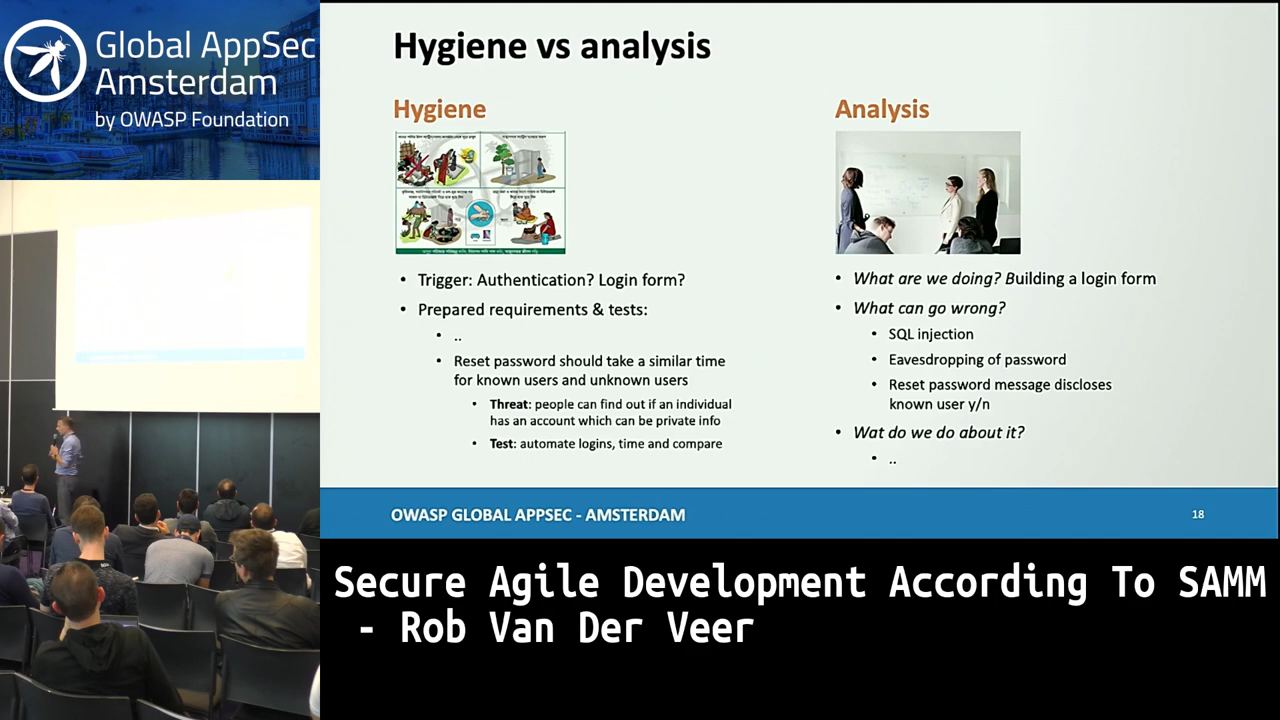 Global AppSec
Amsterdam
by OWASP Foundation
Hygiene vs analysis
Hygiene
• Trigger: Authentication? Login form?
• Prepared requirements & tests:
• ..
• Reset password should take a similar time
for known users and unknown users
• Threat: people can find out if an individual
has an account which can be private info
• Test: automate logins, time and compare
Analysis
• What are we doing? Building a login form
• What can go wrong?
• SQL injection
• Eavesdropping of password
• Reset password message discloses
known user y/n
• Wat do we do about it?
• ..
OWASP GLOBAL APPSEC - AMSTERDAM
18
Secure Agile Development According To SAMM
- Rob Van Der Veer